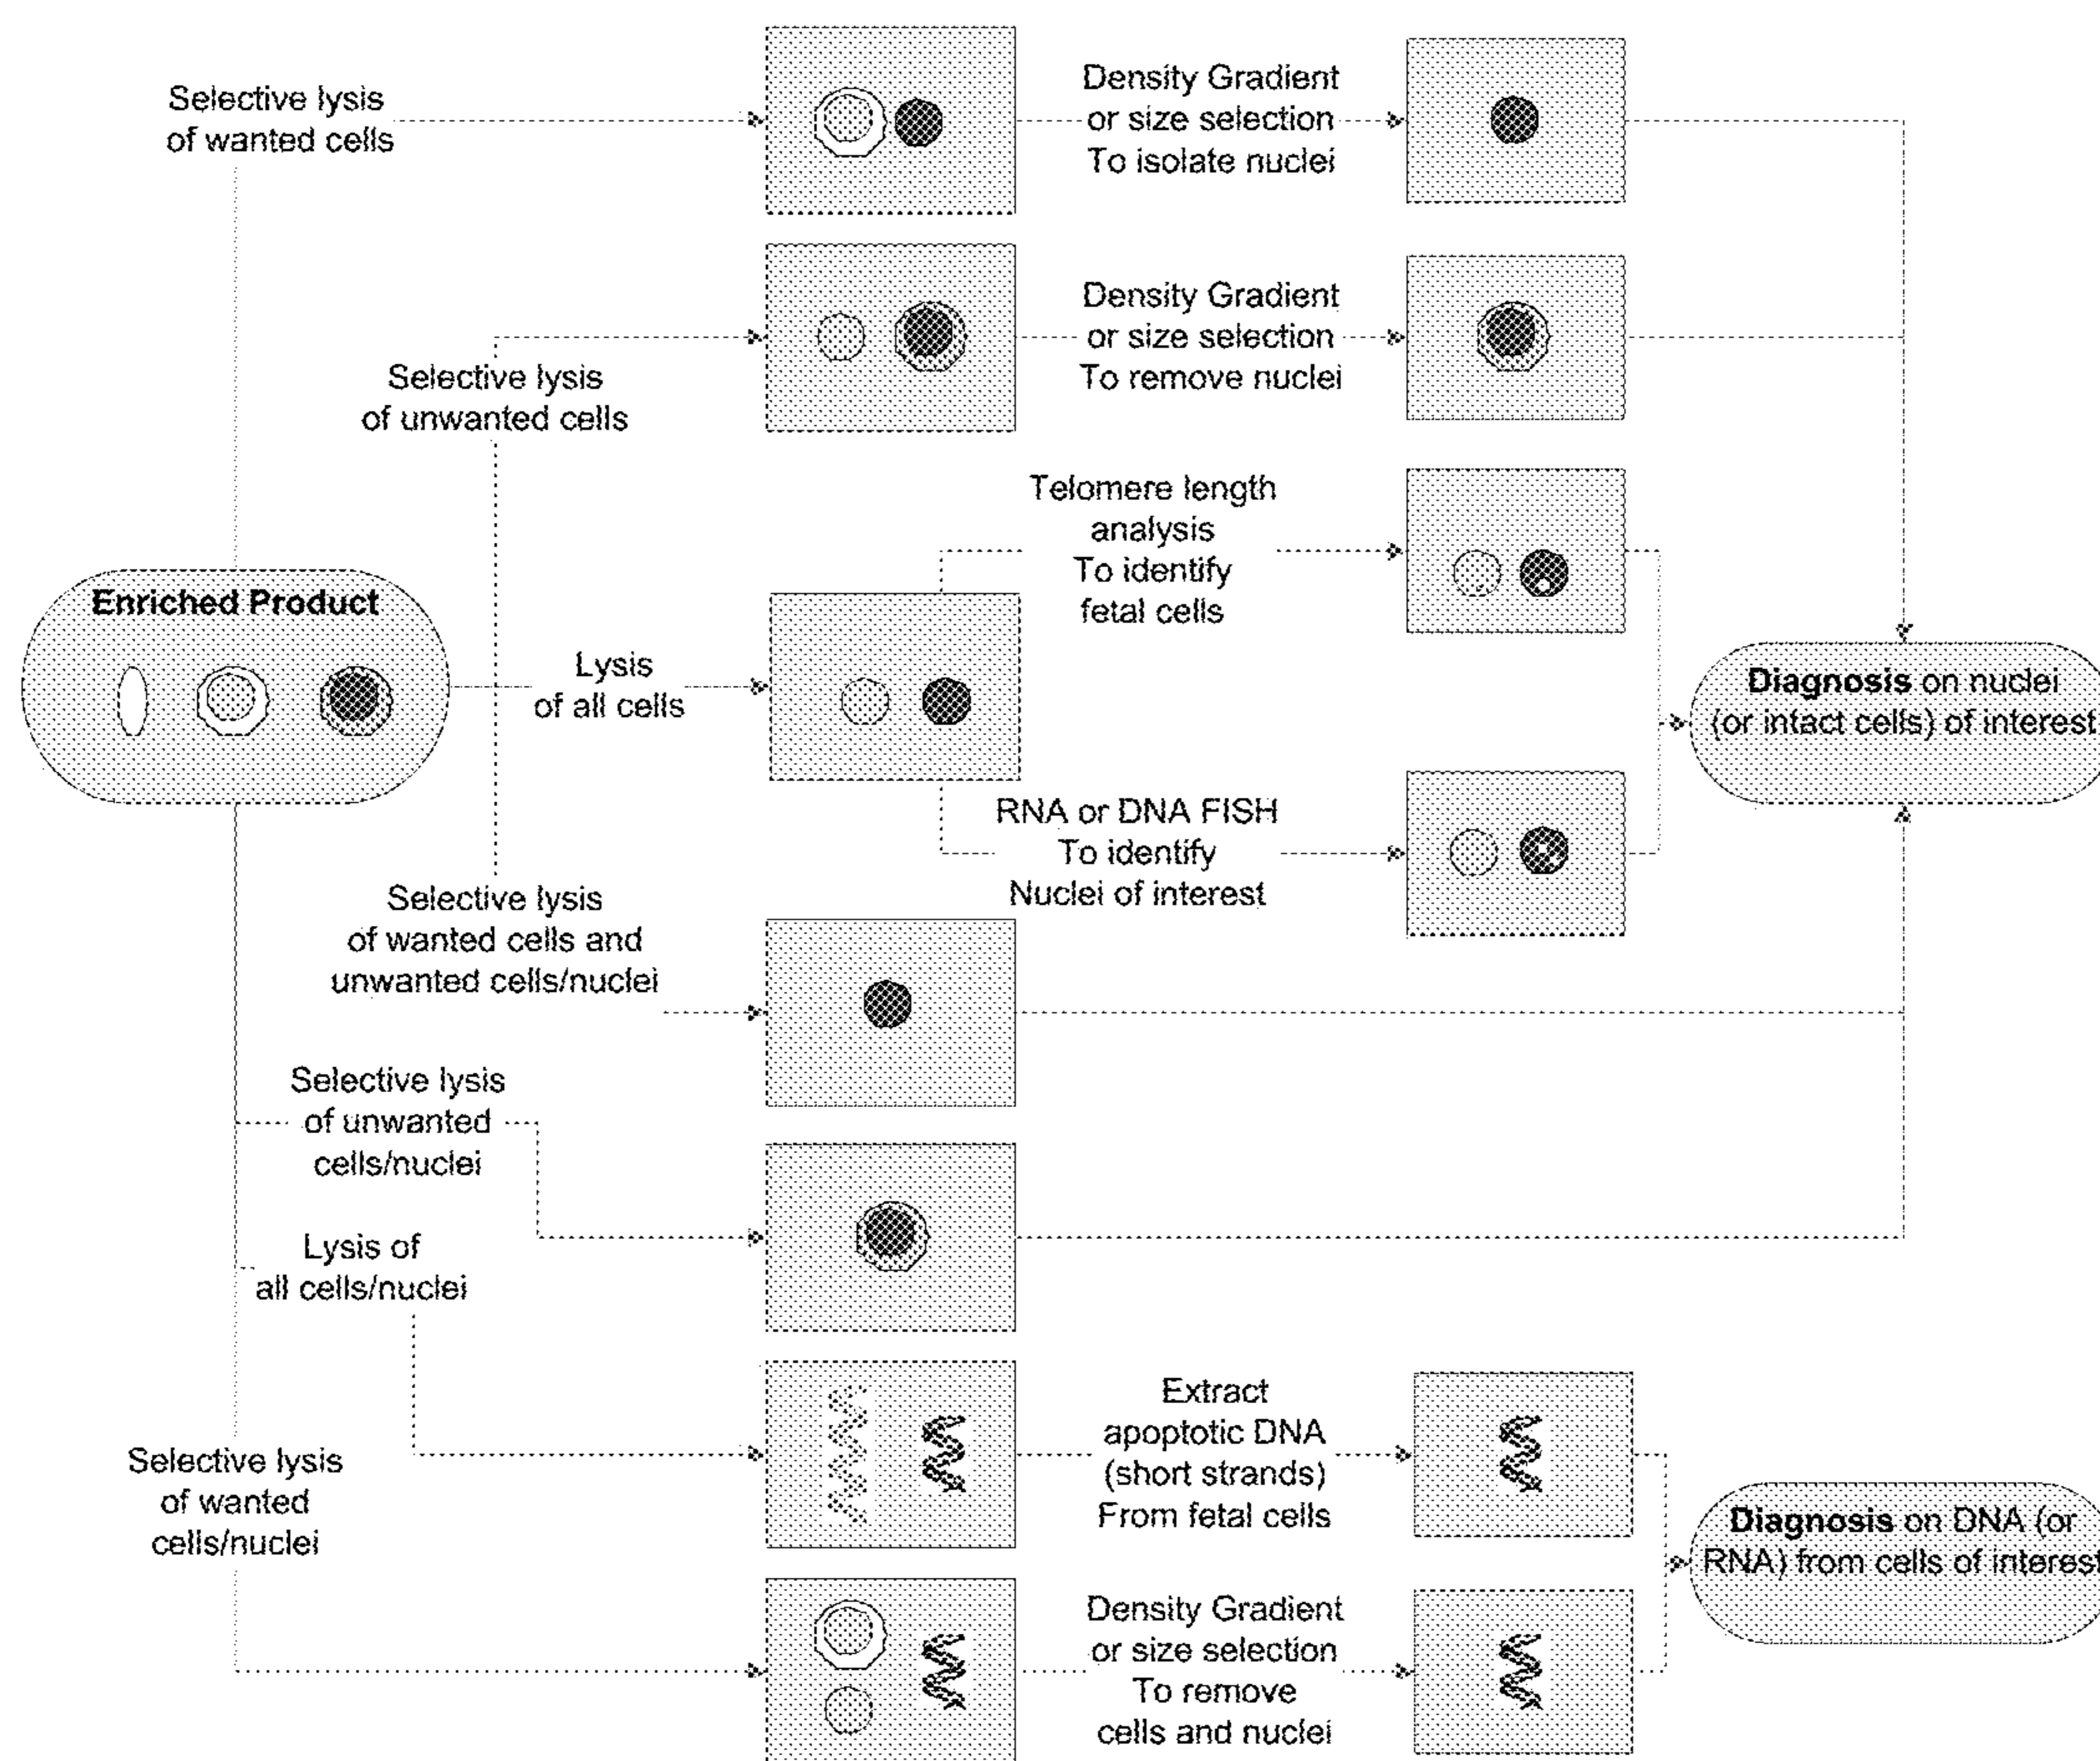 Selective lysis
of wanted cells
Density Gradient
or size selection
To isolate nuclei
Selective lysis
of unwanted cells
Density Gradient
or size selection
To remove nuclei
Telomere length
analysis
To identify
fetal cells
Enriched Product
Lysis
of all cells
RNA or DNA FISH
To identify
Nuclei of interest
Diagnosis on nuclei
(or intact cells) of interest
Selective lysis
of wanted cells and
unwanted cells/nuclei
Selective lysis
of unwanted
cells/nuclei
Lysis of
all cells/nuclei
Extract
apoptotic DNA
(short strands)
From fetal cells
Selective lysis
of wanted
cells/nuclei
Density Gradient
or size selection
To remove
cells and nuclei
Diagnosis on DNA (or
RNA) from cells of interest